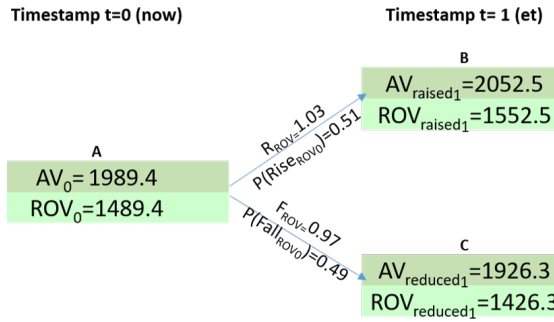 Timestamp t=0 (now)
Timestamp t= 1 (et)
B
AVraised1=2052.5
ROVraised1=1552.5
RROV=1.03
P(RiseROV0)=0.51
A
AV0= 1989.4
ROV0=1489.4
FROV=0.97
P(FallROV0)=0.49
C
AVreduced1=1926.3
ROVreduced1=1426.3